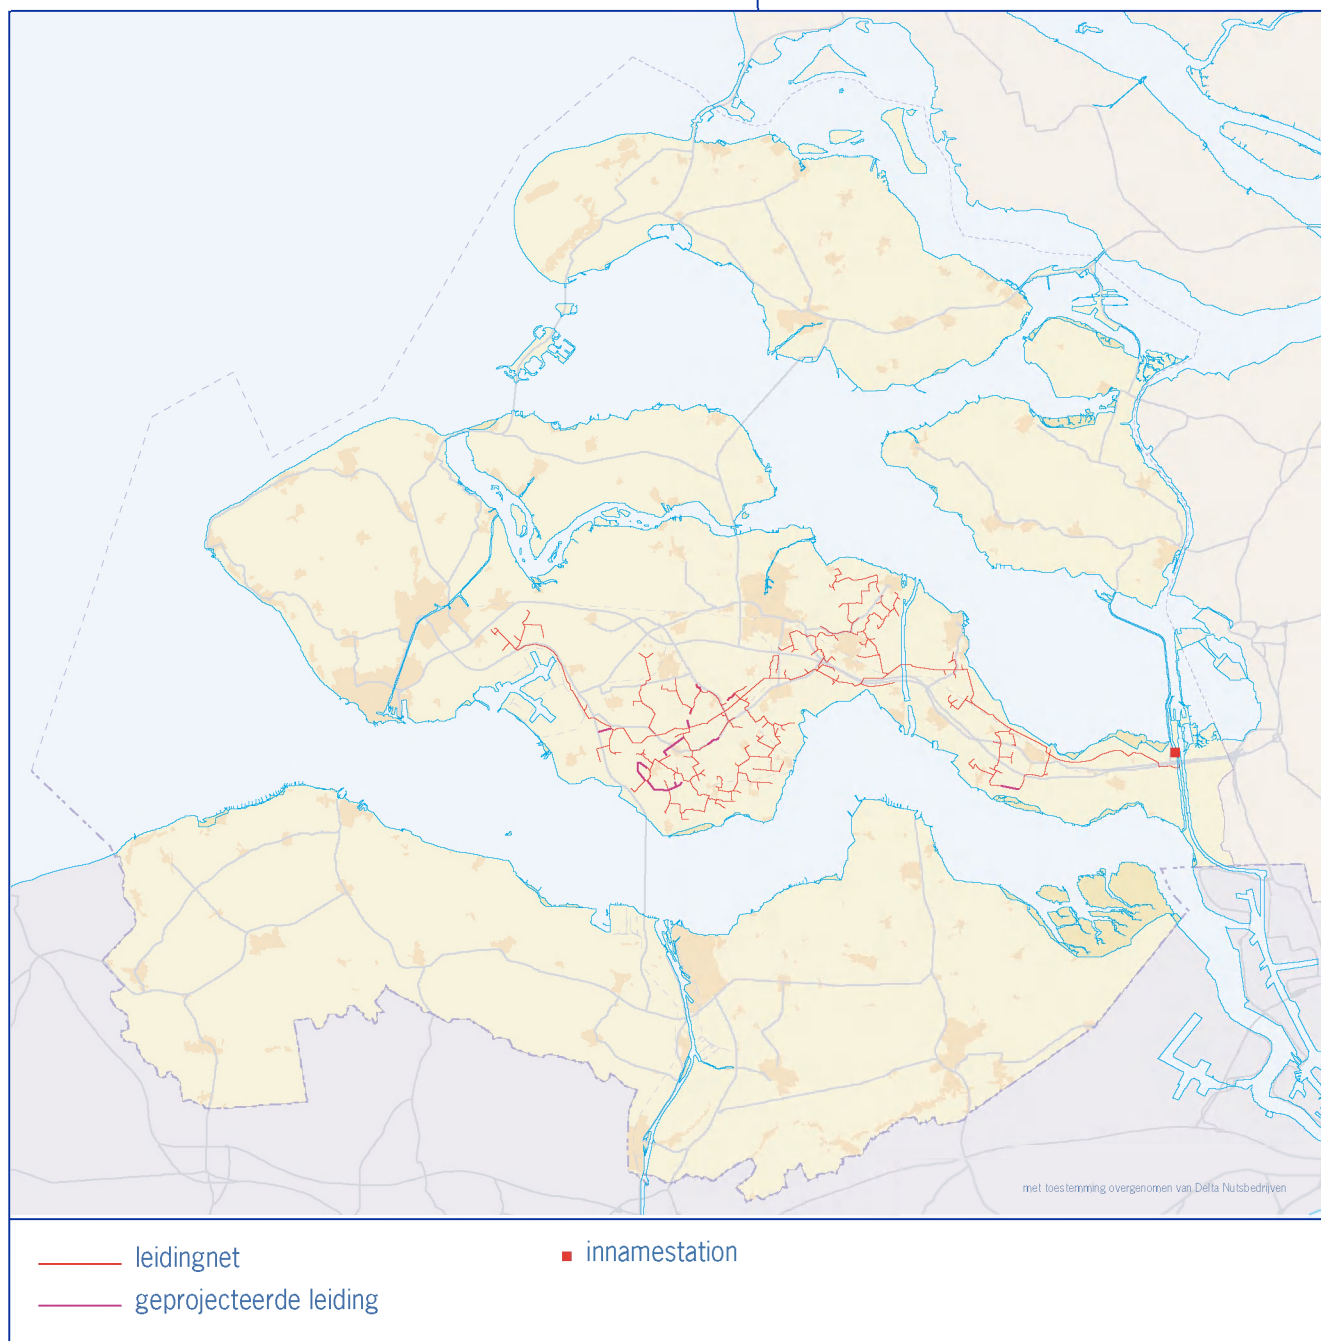 met toestemming overgenomen van Delta Nutsbedrijven
leidingnet
innamestation
geprojecteerde leiding